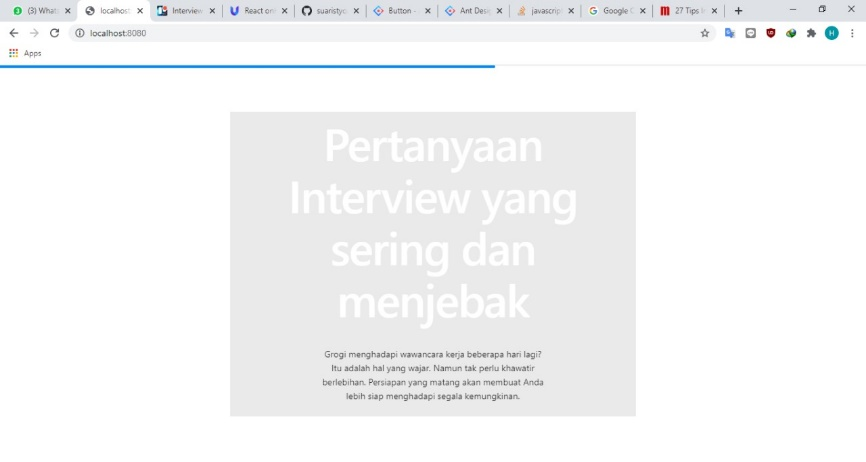 (3) What
localhost
Interview
React on
suaristyo
Button -
Ant Desi
javascrip
Google C
27 Tips I
localhost:8080
H
Apps
Pertanyaan
Interview yang
sering dan
menjebak
Grogi menghadapi wawancara kerja beberapa hari lagi?
Itu adalah hal yang wajar. Namun tak perlu khawatir
berlebihan. Persiapan yang matang akan membuat Anda
lebih siap menghadapi segala kemungkinan.